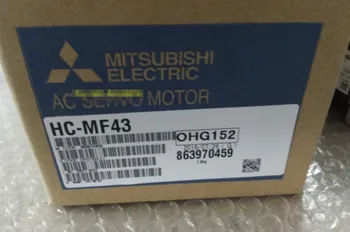 MITSUBISHI
ELECTRIC
AC SERVO MOTOR
HC-MF43
OHG152
863970459